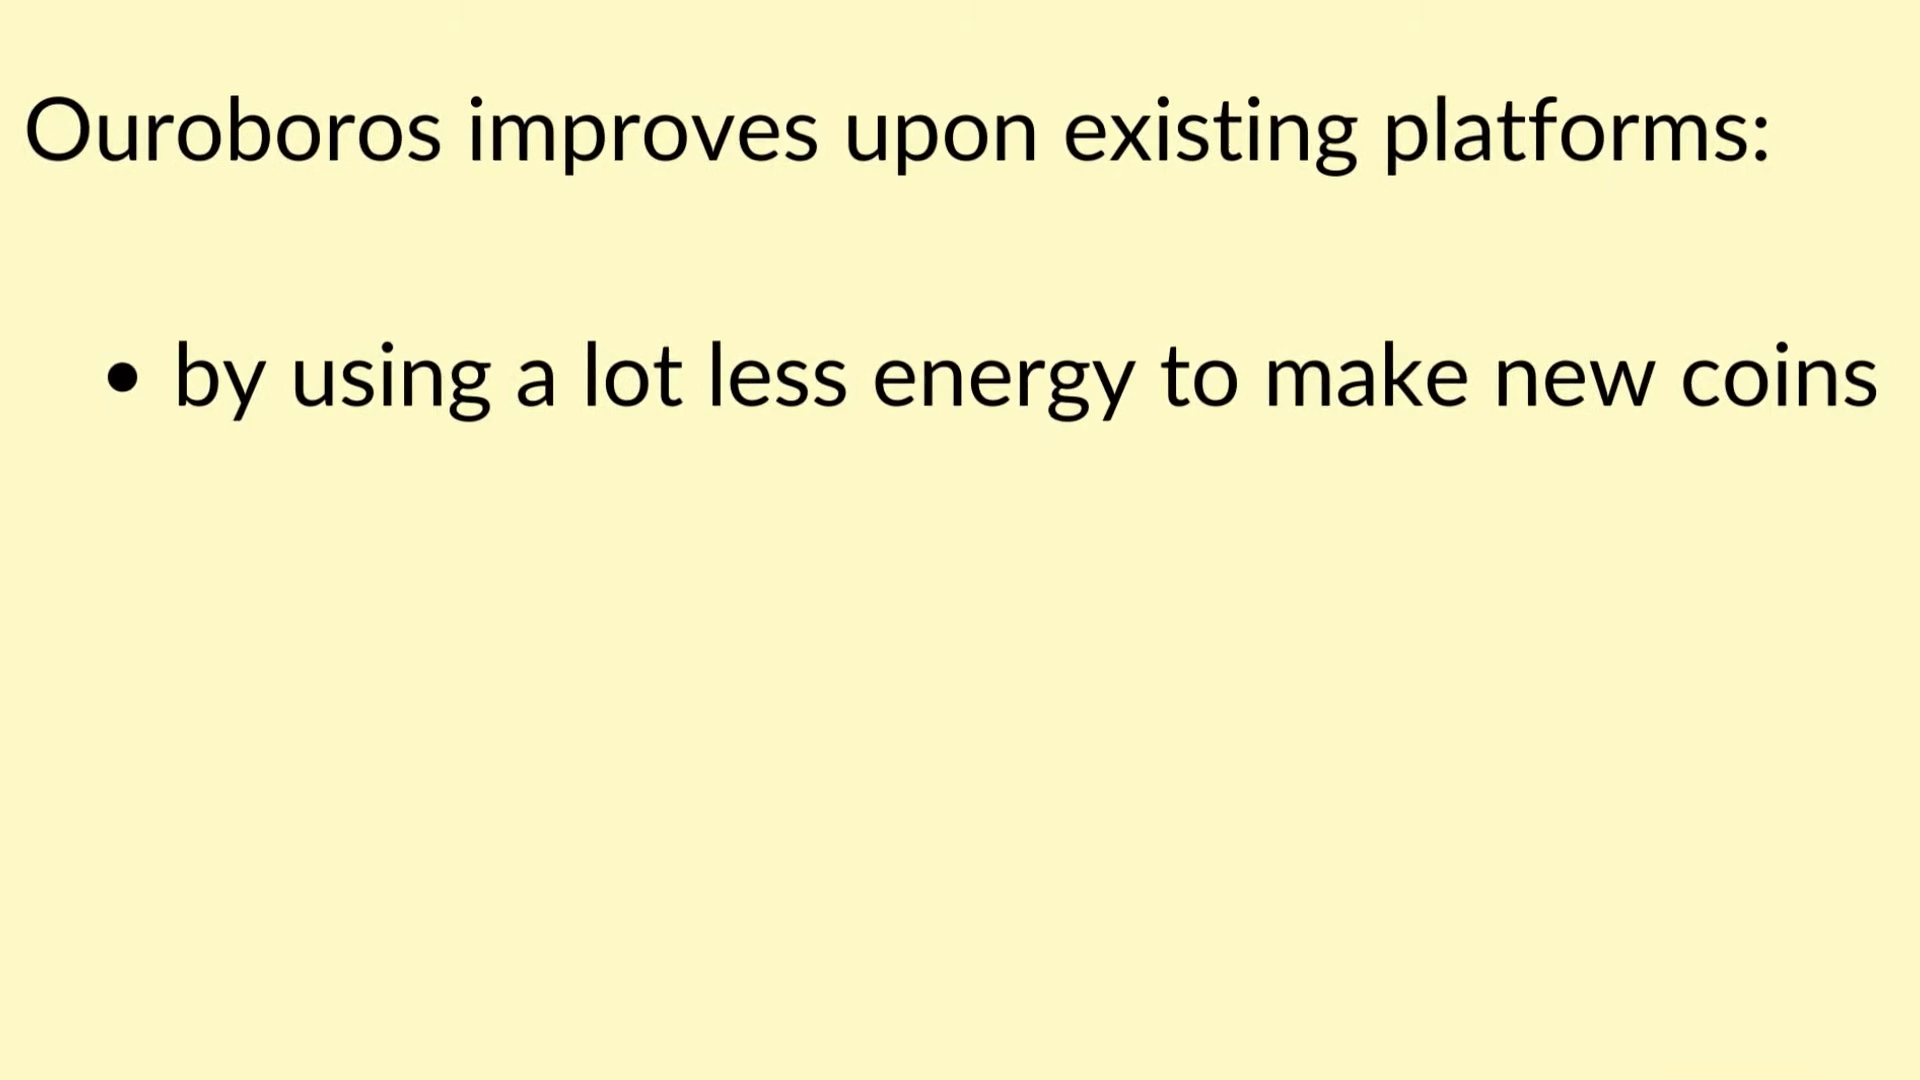 Ouroboros improves upon existing platforms:
• by using a lot less energy to make new coins